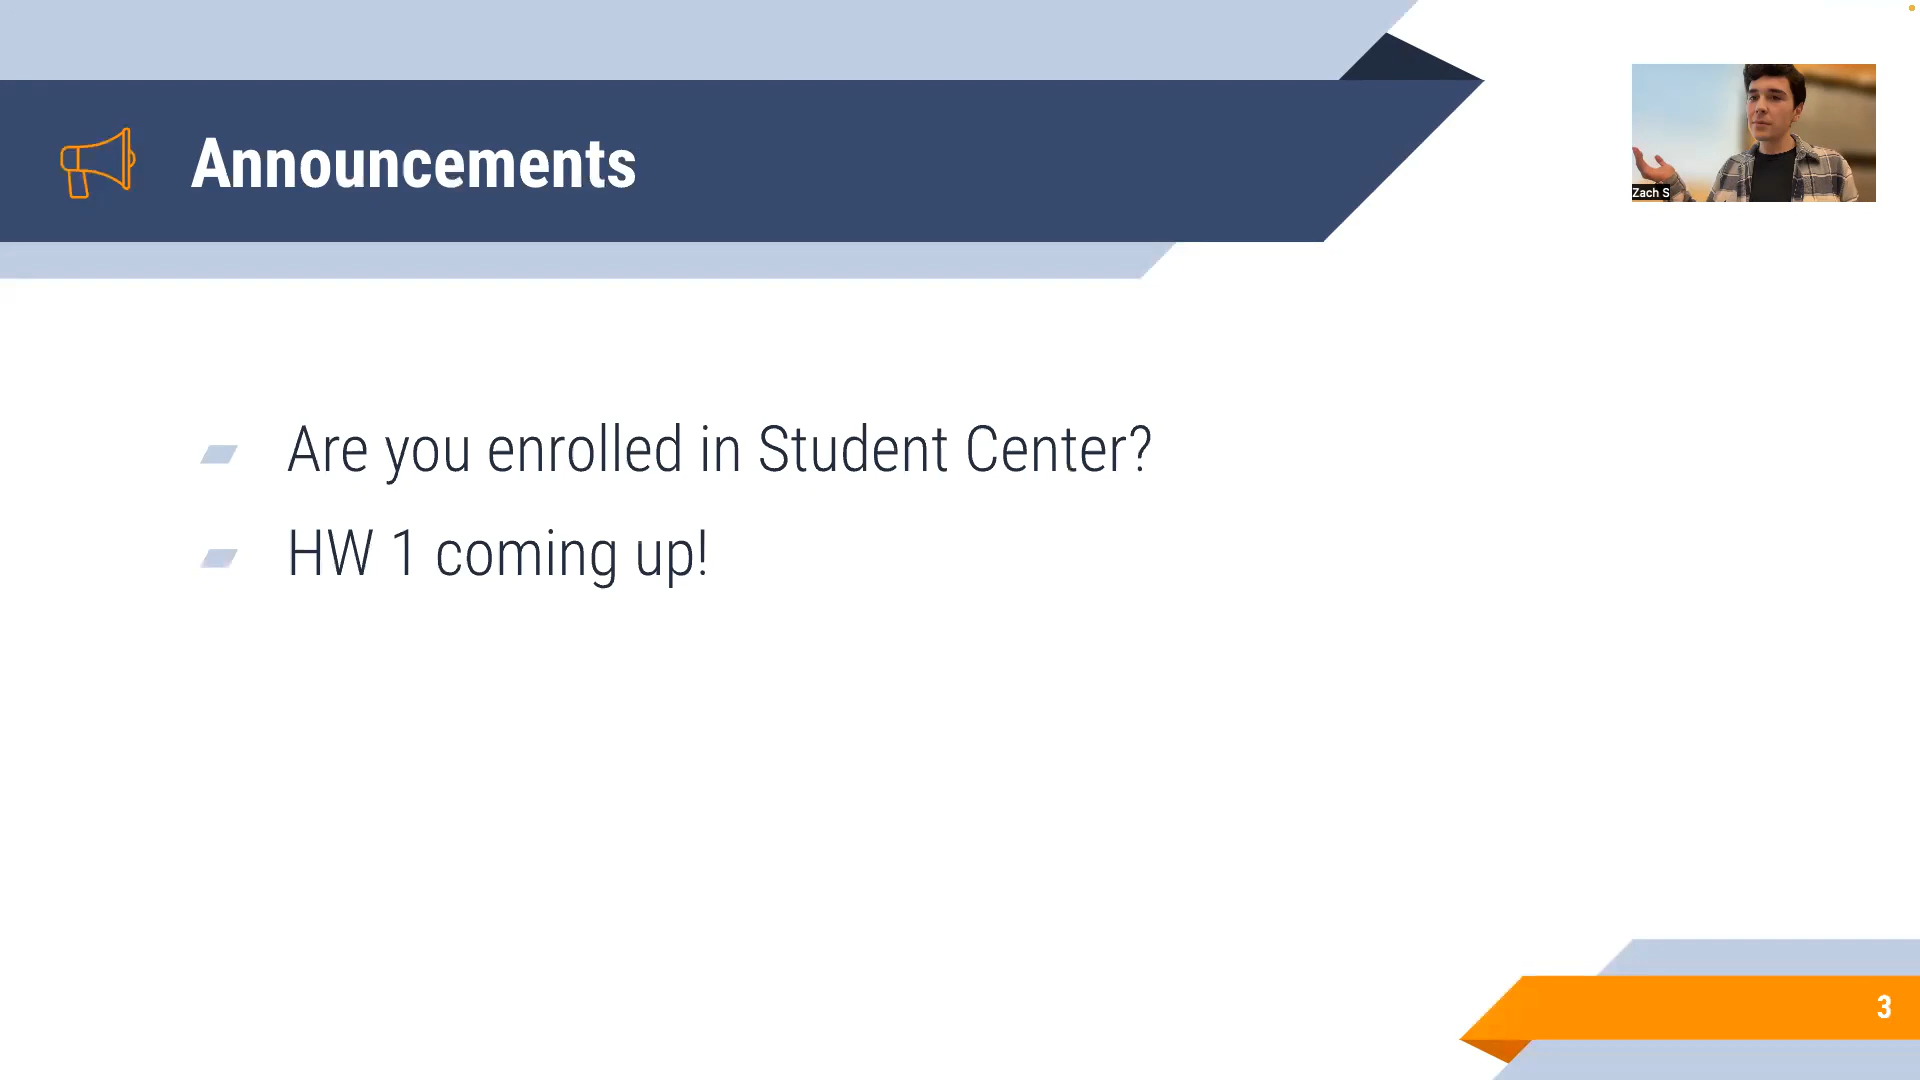 Announcements
Zach S
Are you enrolled in Student Center?
HW 1 coming up!
3